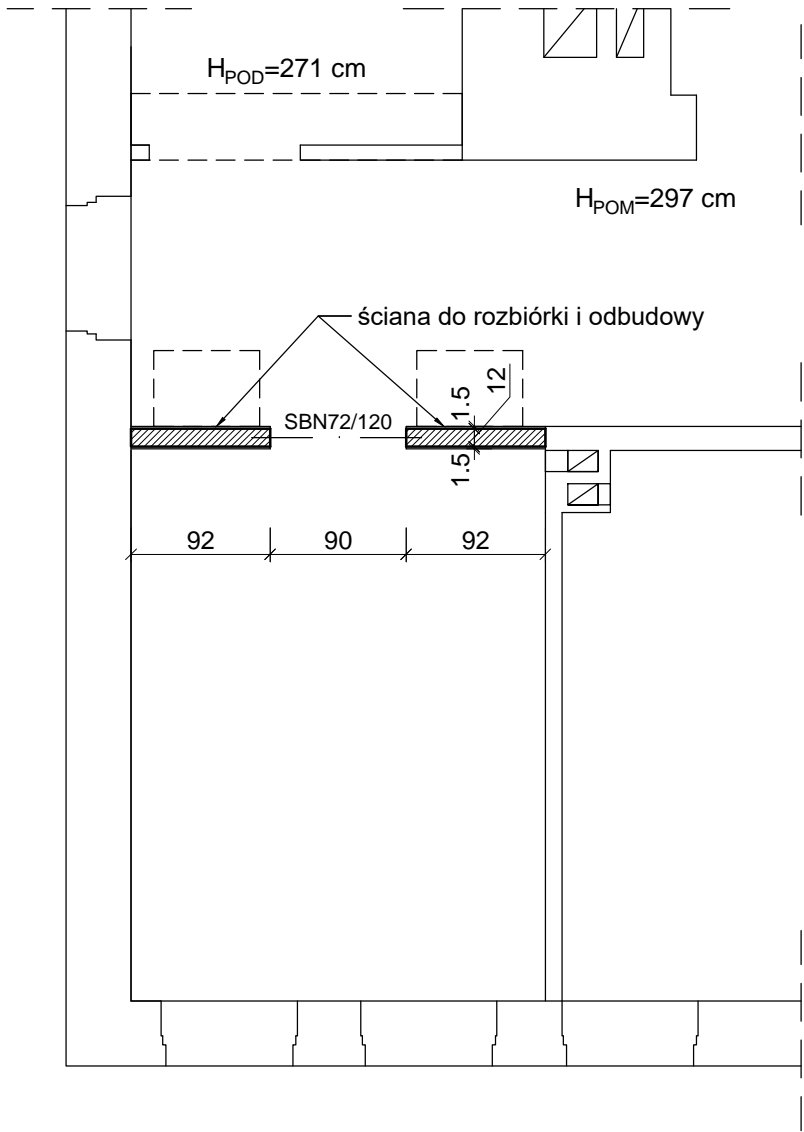 H_POD=271 cm
H_POM=297 cm
ściana do rozbiórki i odbudowy
SBN72/120
1.5
12
1.5
92
90
92